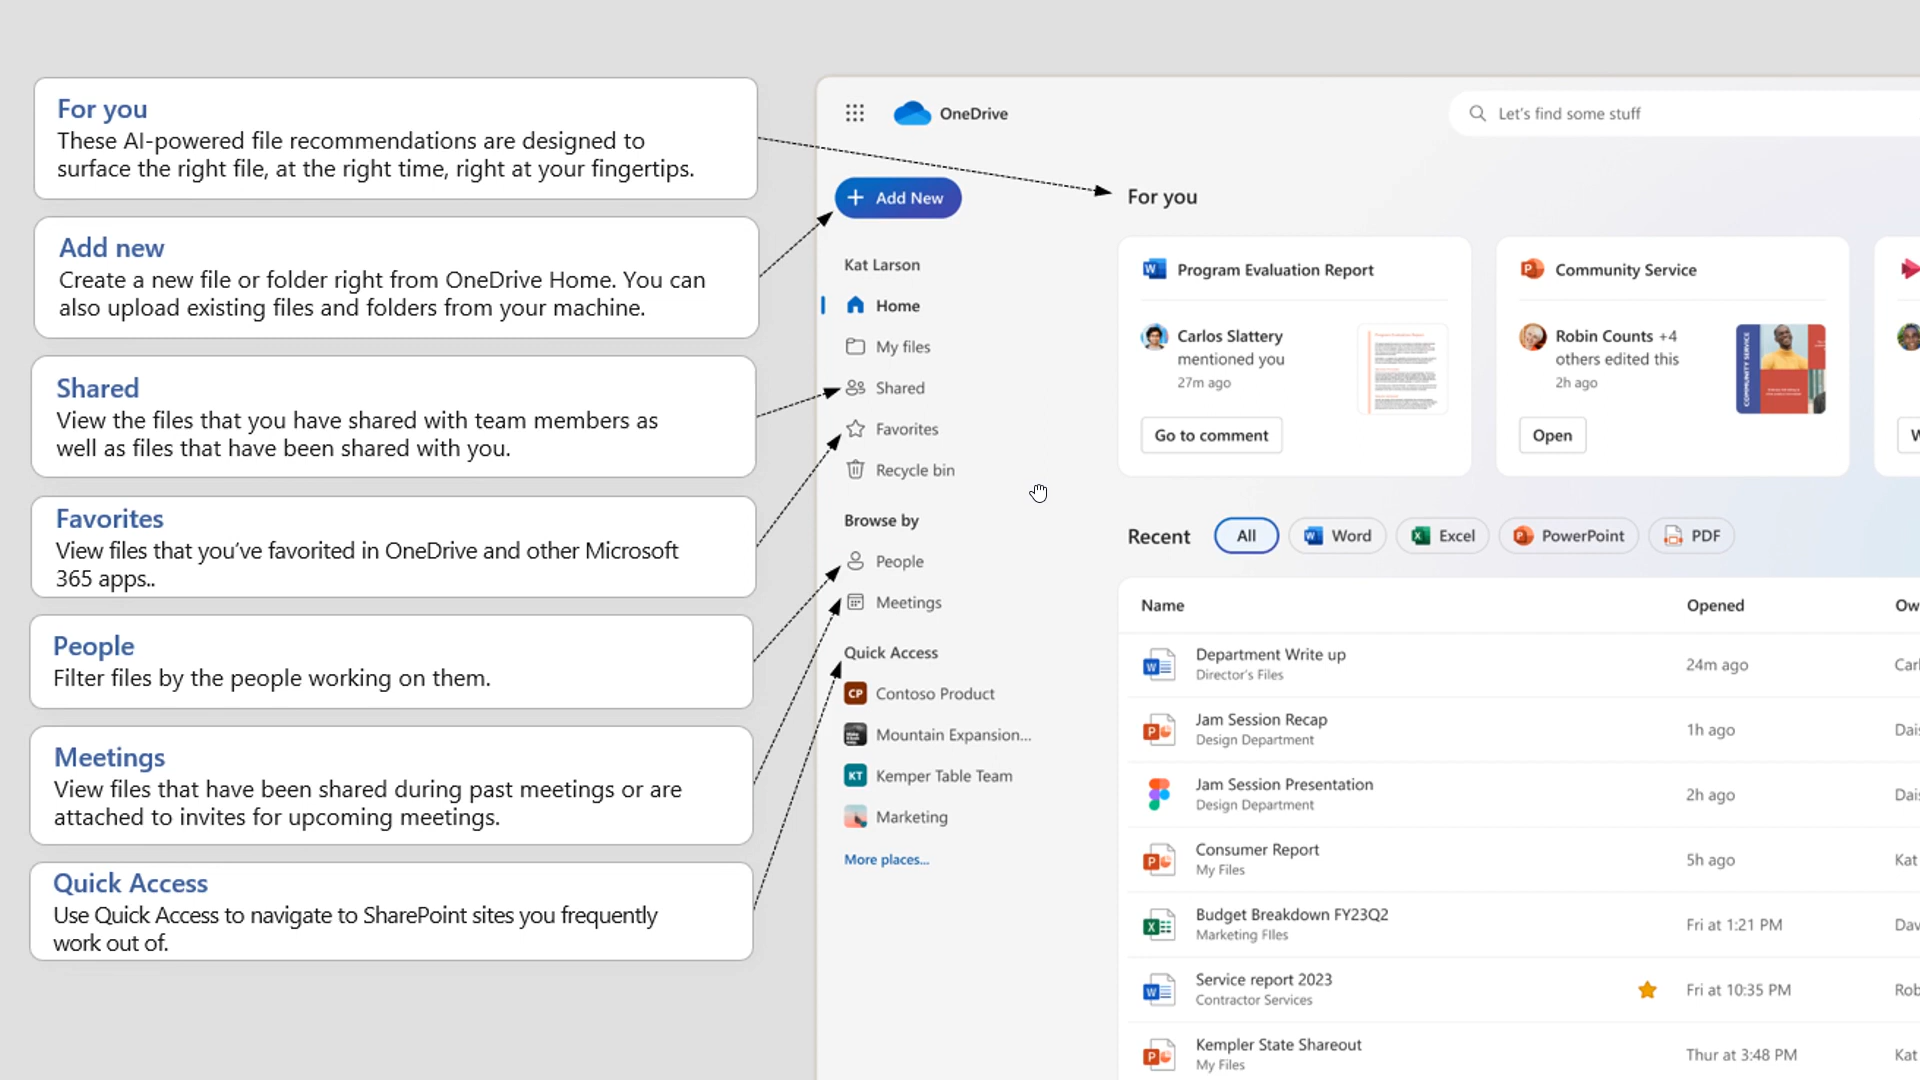 For you
These AI-powered file recommendations are designed to
surface the right file, at the right time, right at your fingertips.
Add new
Create a new file or folder right from OneDrive Home. You can
also upload existing files and folders from your machine.
Shared
View the files that you have shared with team members as
well as files that have been shared with you.
Favorites
View files that you've favorited in OneDrive and other Microsoft
365 apps..
People
Filter files by the people working on them.
Meetings
View files that have been shared during past meetings or are
attached to invites for upcoming meetings.
Quick Access
Use Quick Access to navigate to SharePoint sites you frequently
work out of.
OneDrive
Let's find some stuff
Add New
Kat Larson
Home
My files
Shared
Favorites
Recycle bin
Browse by
People
Meetings
Quick Access
CP Contoso Product
Mountain Expansion...
KT Kemper Table Team
Marketing
More places...
For you
Program Evaluation Report
Carlos Slattery
mentioned you
27m ago
Go to comment
Community Service
Robin Counts +4
others edited this
2h ago
COMMUNITY SERVICE
Open
Recent All Word Excel PowerPoint PDF
Name Opened Ow
Department Write up 24m ago Carl
Director's Files
Jam Session Recap 1h ago Dais
Design Department
Jam Session Presentation 2h ago Dais
Design Department
Consumer Report 5h ago Kat
My Files
Budget Breakdown FY23Q2 Fri at 1:21 PM Dav
Marketing FIles
Service report 2023 Fri at 10:35 PM Rob
Contractor Services
Kempler State Shareout Thur at 3:48 PM Kat
My Files